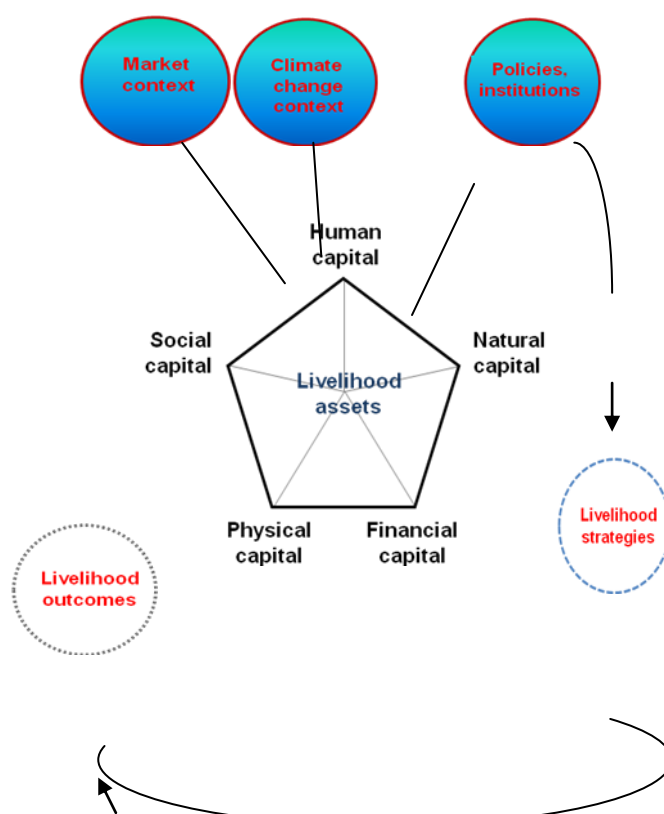 Market
context
Climate
change
context
Policies,
institutions
Human
capital
Social
capital
Natural
capital
Livelihood
assets
Physical
capital
Financial
capital
Livelihood
strategies
Livelihood
outcomes